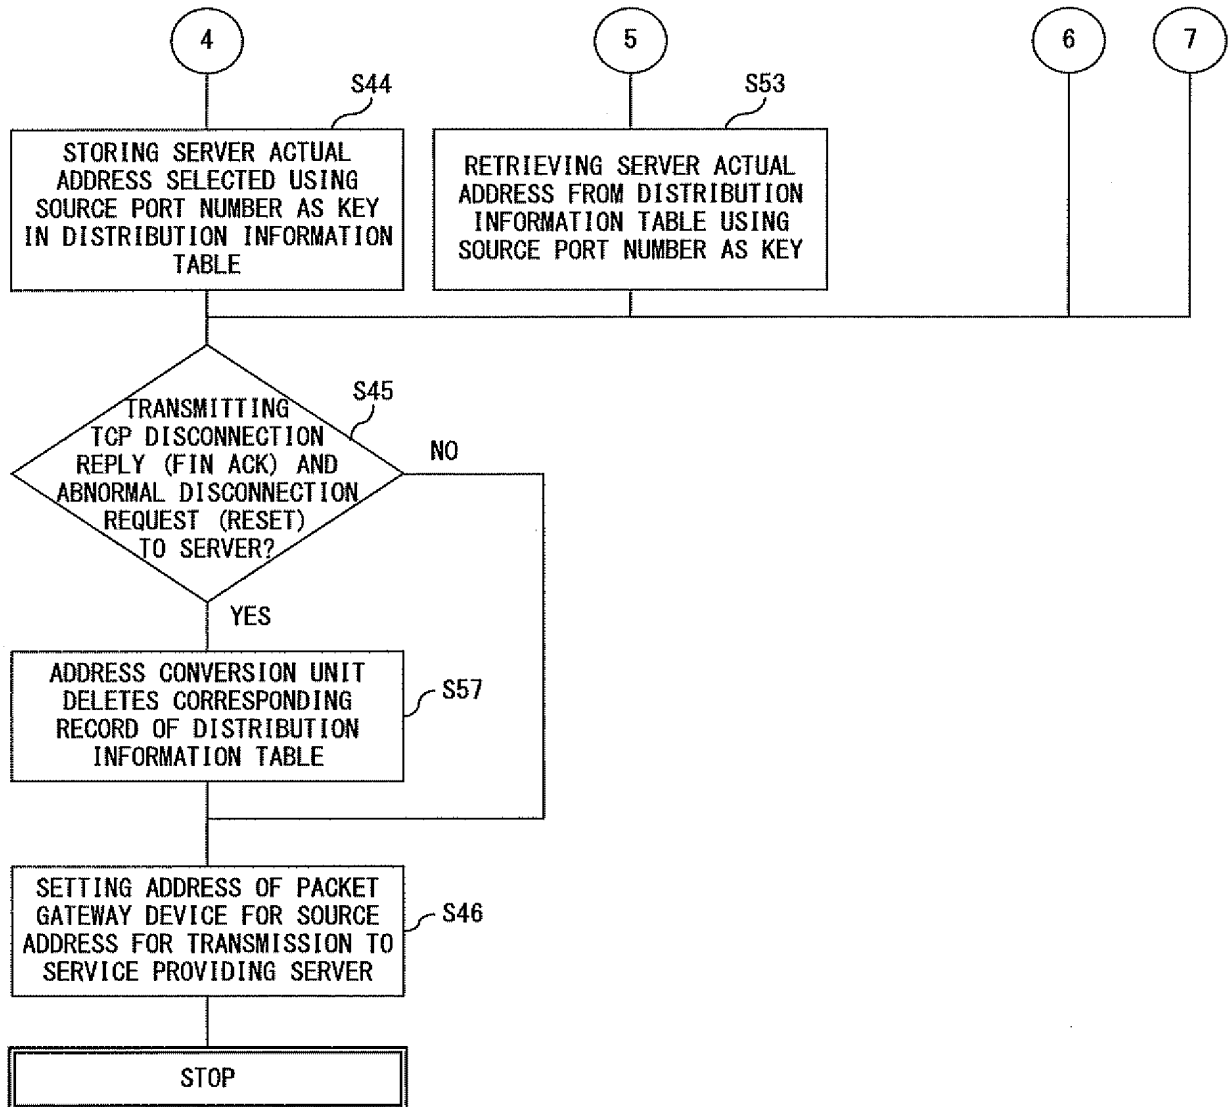 4
5
6
7
S44
STORING SERVER ACTUAL
ADDRESS SELECTED USING
SOURCE PORT NUMBER AS KEY
IN DISTRIBUTION INFORMATION
TABLE
S53
RETRIEVING SERVER ACTUAL
ADDRESS FROM DISTRIBUTION
INFORMATION TABLE USING
SOURCE PORT NUMBER AS KEY
S45
TRANSMITTING
TCP DISCONNECTION
REPLY (FIN ACK) AND
ABNORMAL DISCONNECTION
REQUEST (RESET)
TO SERVER?
NO
YES
ADDRESS CONVERSION UNIT
DELETES CORRESPONDING
RECORD OF DISTRIBUTION
INFORMATION TABLE
S57
SETTING ADDRESS OF PACKET
GATEWAY DEVICE FOR SOURCE
ADDRESS FOR TRANSMISSION TO
SERVICE PROVIDING SERVER
S46
STOP